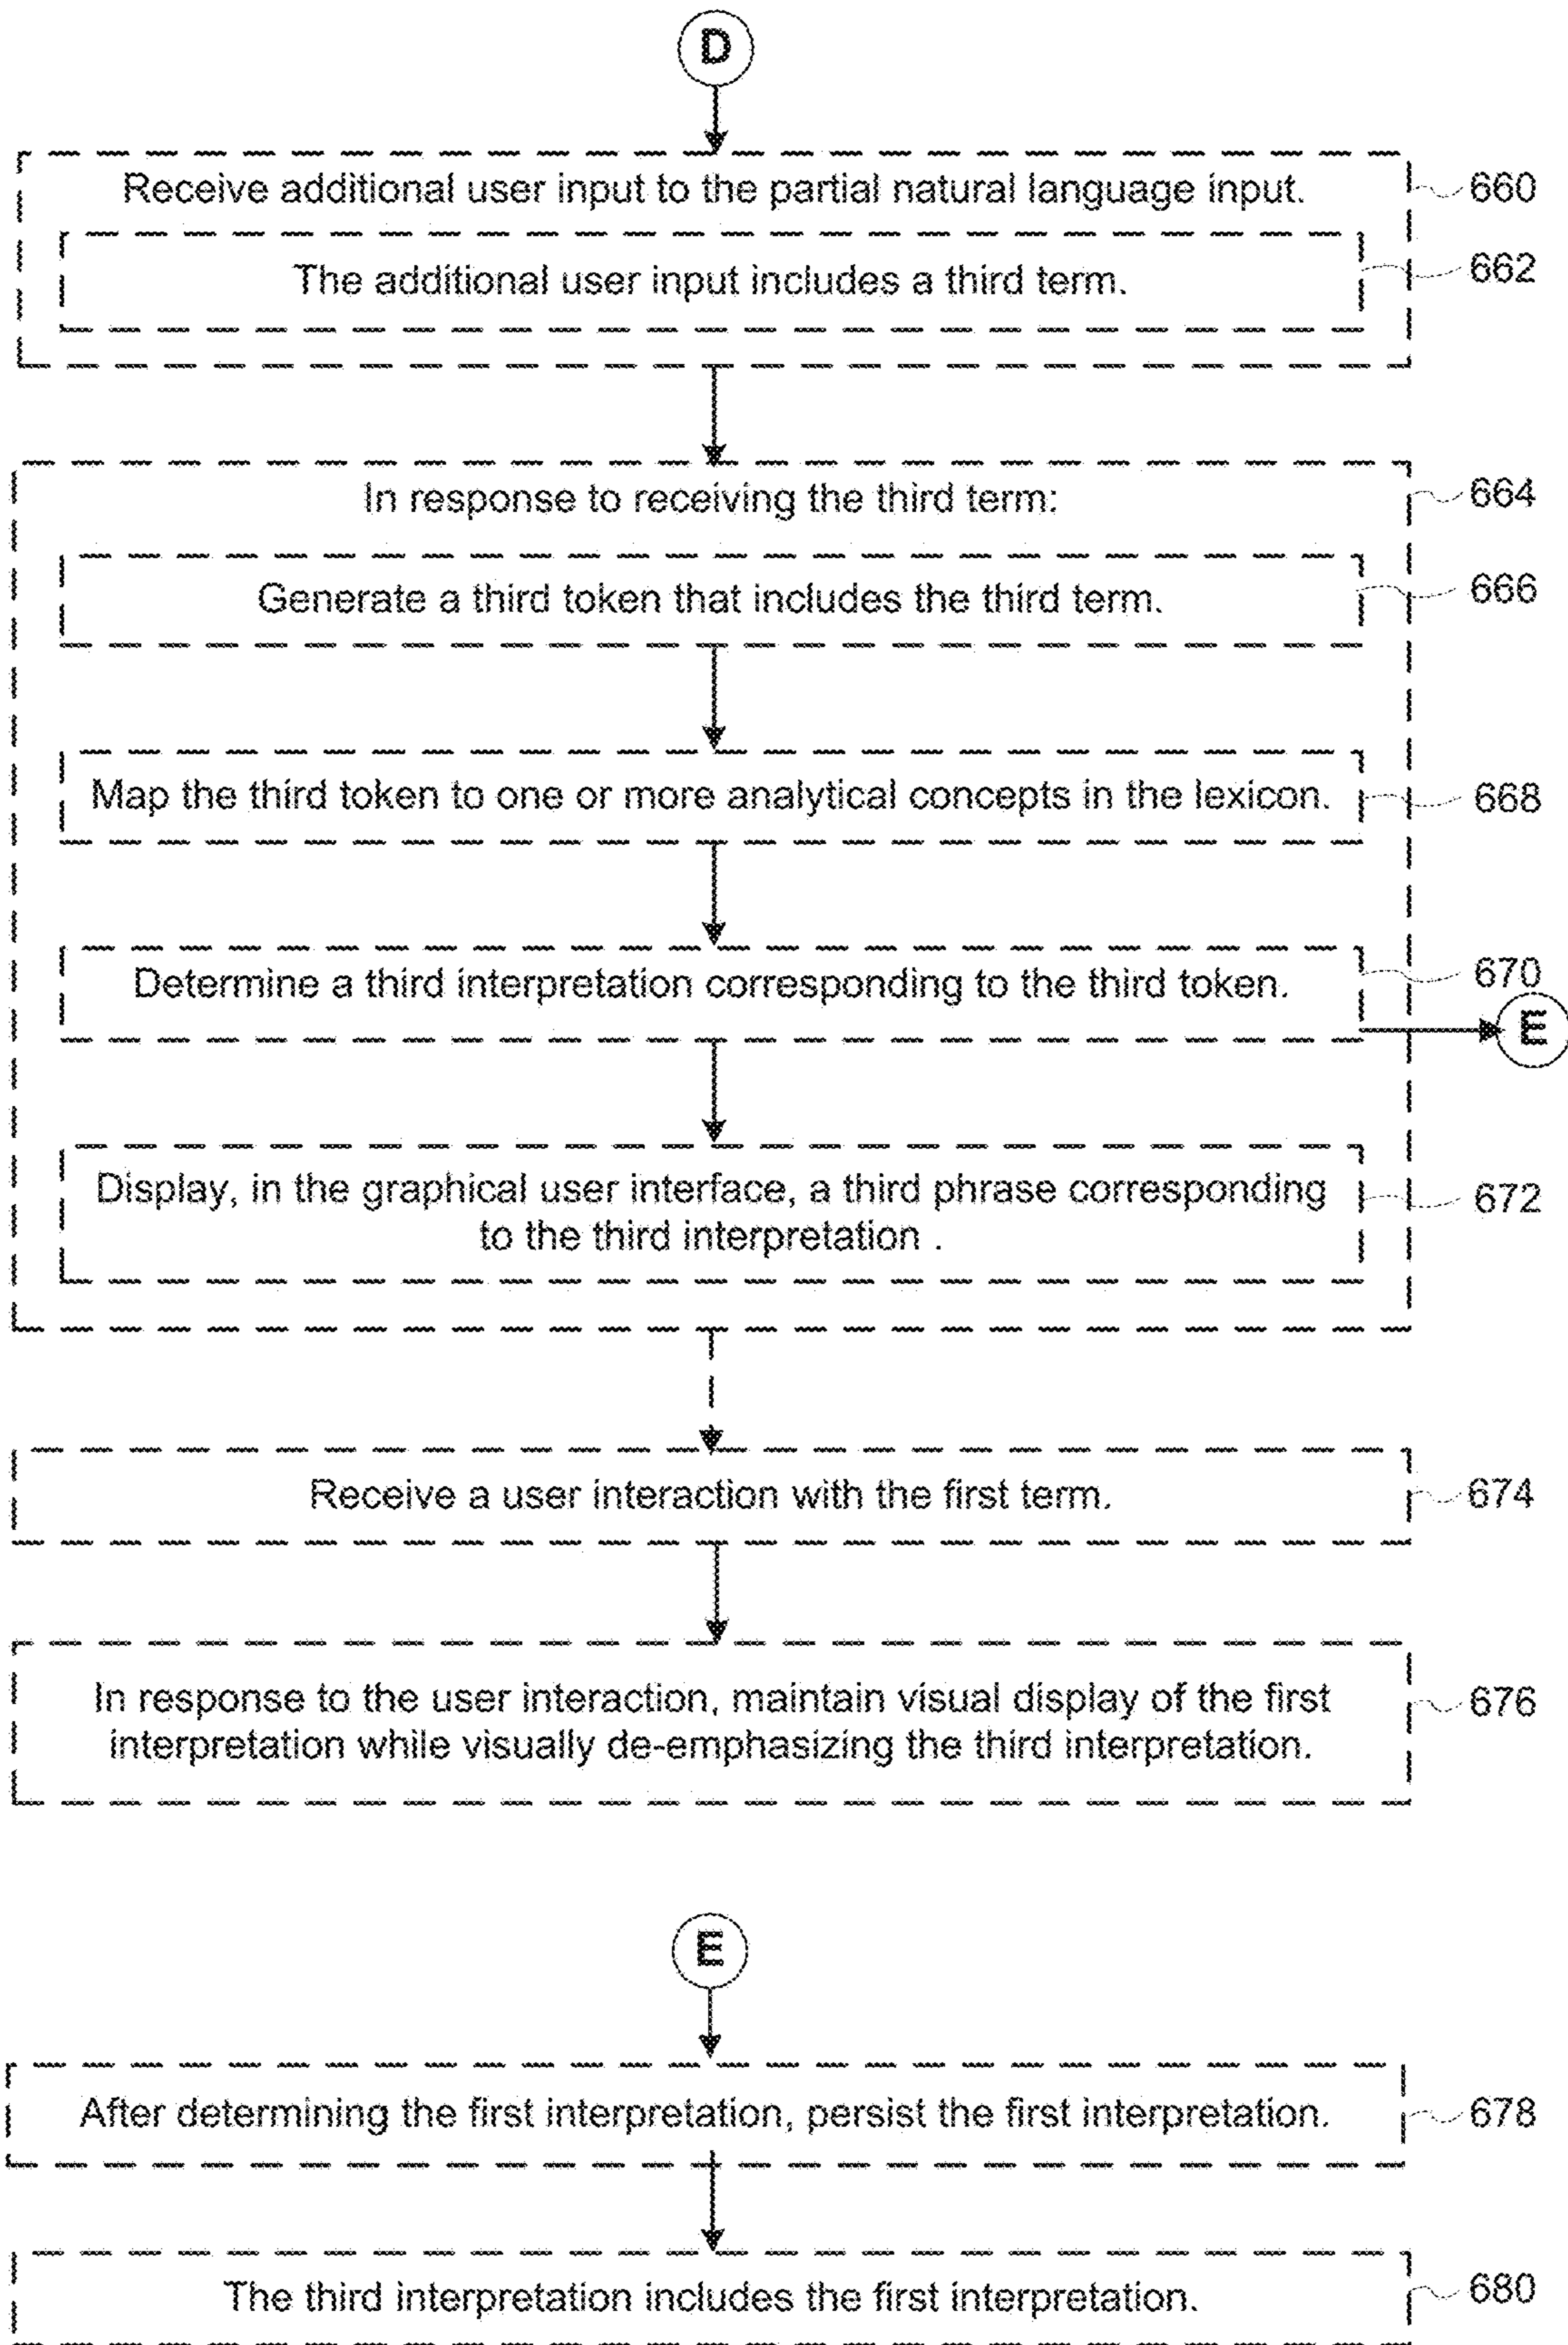 D
Receive additional user input to the partial natural language input.
660
The additional user input includes a third term.
662
In response to receiving the third term:
664
Generate a third token that includes the third term.
666
Map the third token to one or more analytical concepts in the lexicon.
668
Determine a third interpretation corresponding to the third token.
670
E
Display, in the graphical user interface, a third phrase corresponding
to the third interpretation .
672
Receive a user interaction with the first term.
674
In response to the user interaction, maintain visual display of the first
interpretation while visually de-emphasizing the third interpretation.
676
E
After determining the first interpretation, persist the first interpretation.
678
The third interpretation includes the first interpretation.
680